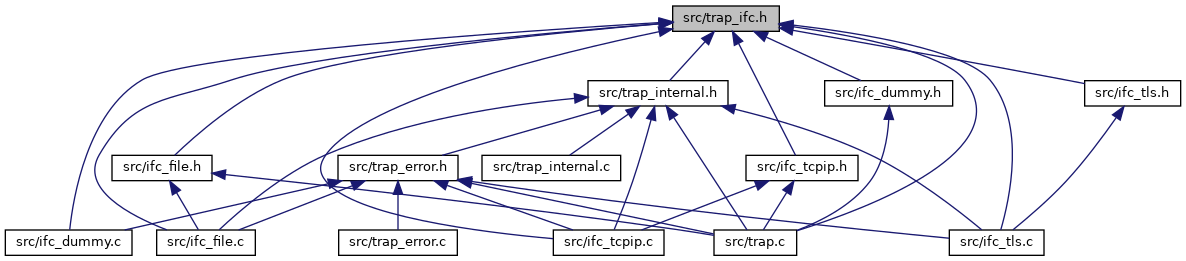 src/trap_ifc.h
src/trap_internal.h
src/ifc_dummy.h
src/ifc_tls.h
src/ifc_file.h
src/trap_error.h
src/trap_internal.c
src/ifc_tcpip.h
src/ifc_dummy.c
src/ifc_file.c
src/trap_error.c
src/ifc_tcpip.c
src/trap.c
src/ifc_tls.c